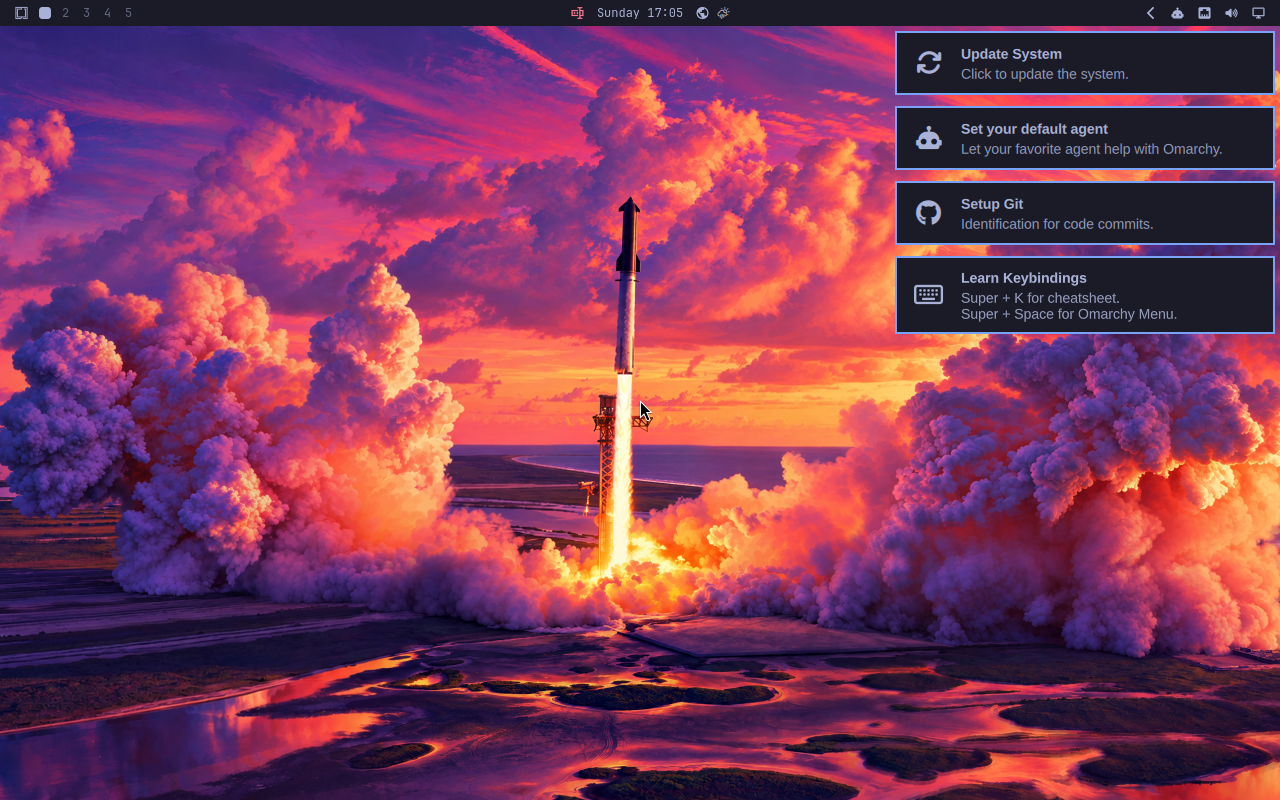 2 3 4 5
Sunday 17:05
Update System
Click to update the system.
Set your default agent
Let your favorite agent help with Omarchy.
Setup Git
Identification for code commits.
Learn Keybindings
Super + K for cheatsheet.
Super + Space for Omarchy Menu.